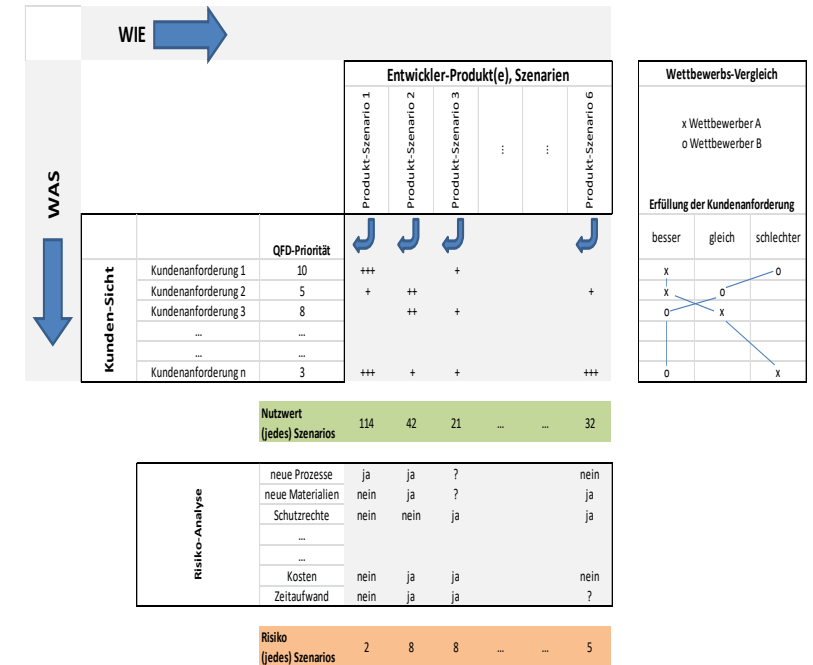 WIE
WAS
Entwickler-Produkt(e), Szenarien
Produkt-Szenario 1
Produkt-Szenario 2
Produkt-Szenario 3
...
...
Produkt-Szenario 6
Wettbewerbs-Vergleich
x Wettbewerber A
o Wettbewerber B
Erfüllung der Kundenanforderung
besser gleich schlechter
QFD-Priorität
Kunden-Sicht
Kundenanforderung 1 10 +++ + x o
Kundenanforderung 2 5 + ++ + x o
Kundenanforderung 3 8 ++ + o x
... ...
... ...
Kundenanforderung n 3 +++ + + +++ o x
Nutzwert
(jedes) Szenarios 114 42 21 ... ... 32
Risiko-Analyse
neue Prozesse ja ja ? nein
neue Materialien nein ja ? ja
Schutzrechte nein nein ja ja
...
...
Kosten nein ja ja nein
Zeitaufwand nein ja ja ?
Risiko
(jedes) Szenarios 2 8 8 ... ... 5